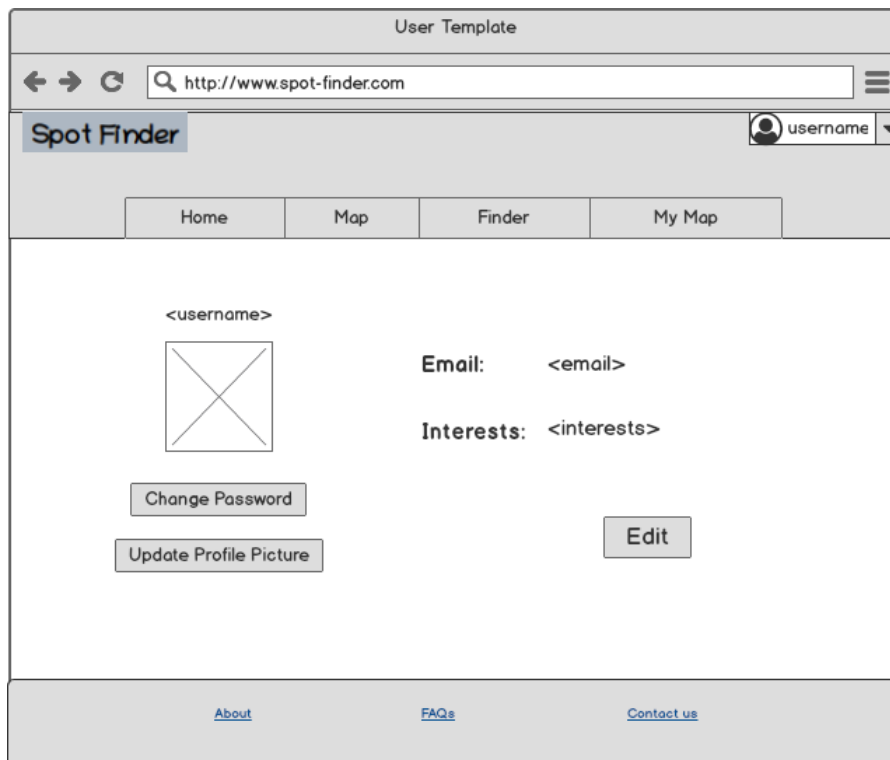 User Template
http://www.spot-finder.com
Spot Finder
username
Home Map Finder My Map
<username>
Email: <email>
Interests: <interests>
Change Password
Edit
Update Profile Picture
About FAQs Contact us